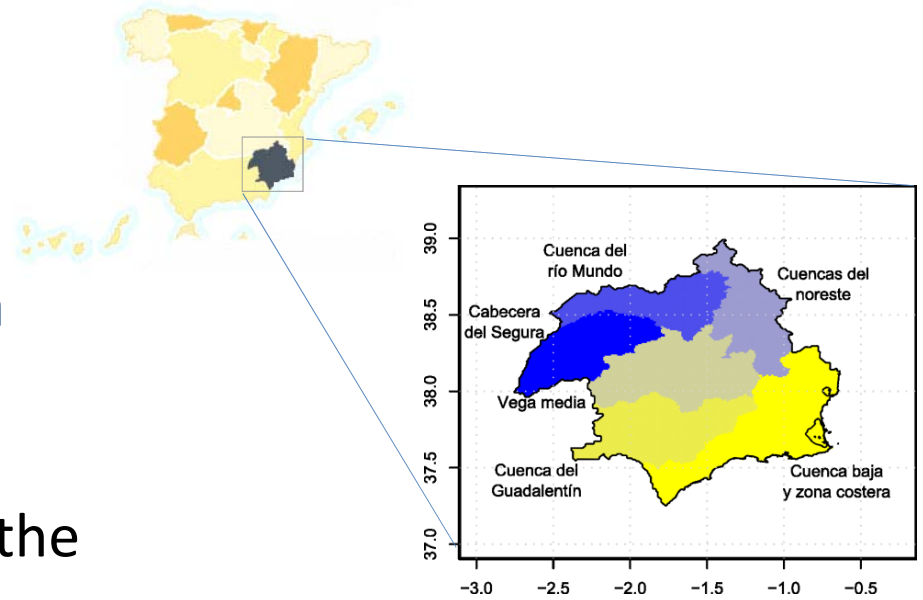 39.0
38.5
38.0
37.5
37.0
Cuenca del
río Mundo
Cuencas del
noreste
Cabecera
del Segura
Vega media
Cuenca del
Guadalentín
Cuenca baja
y zona costera
−3.0 −2.5 −2.0 −1.5 −1.0 −0.5
the